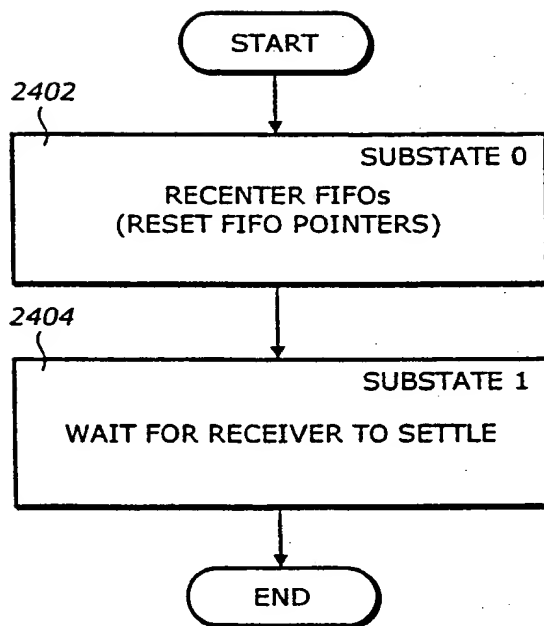 START
2402
SUBSTATE 0
RECENTER FIFOs
(RESET FIFO POINTERS)
2404
SUBSTATE 1
WAIT FOR RECEIVER TO SETTLE
END